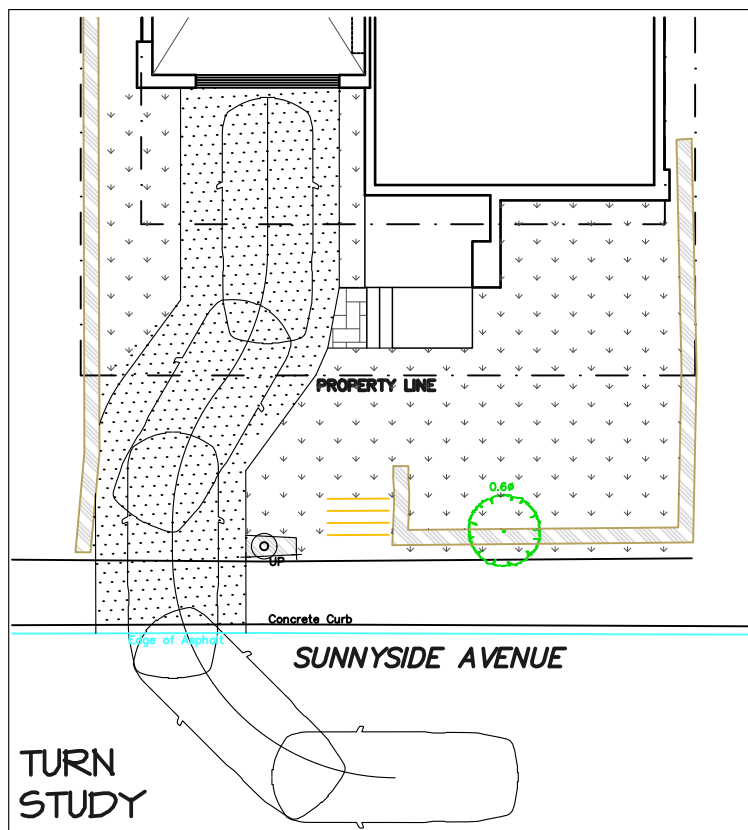 PROPERTY LINE
0.6ø
UP
Concrete Curb
Edge of Asphalt
SUNNYSIDE AVENUE
TURN
STUDY